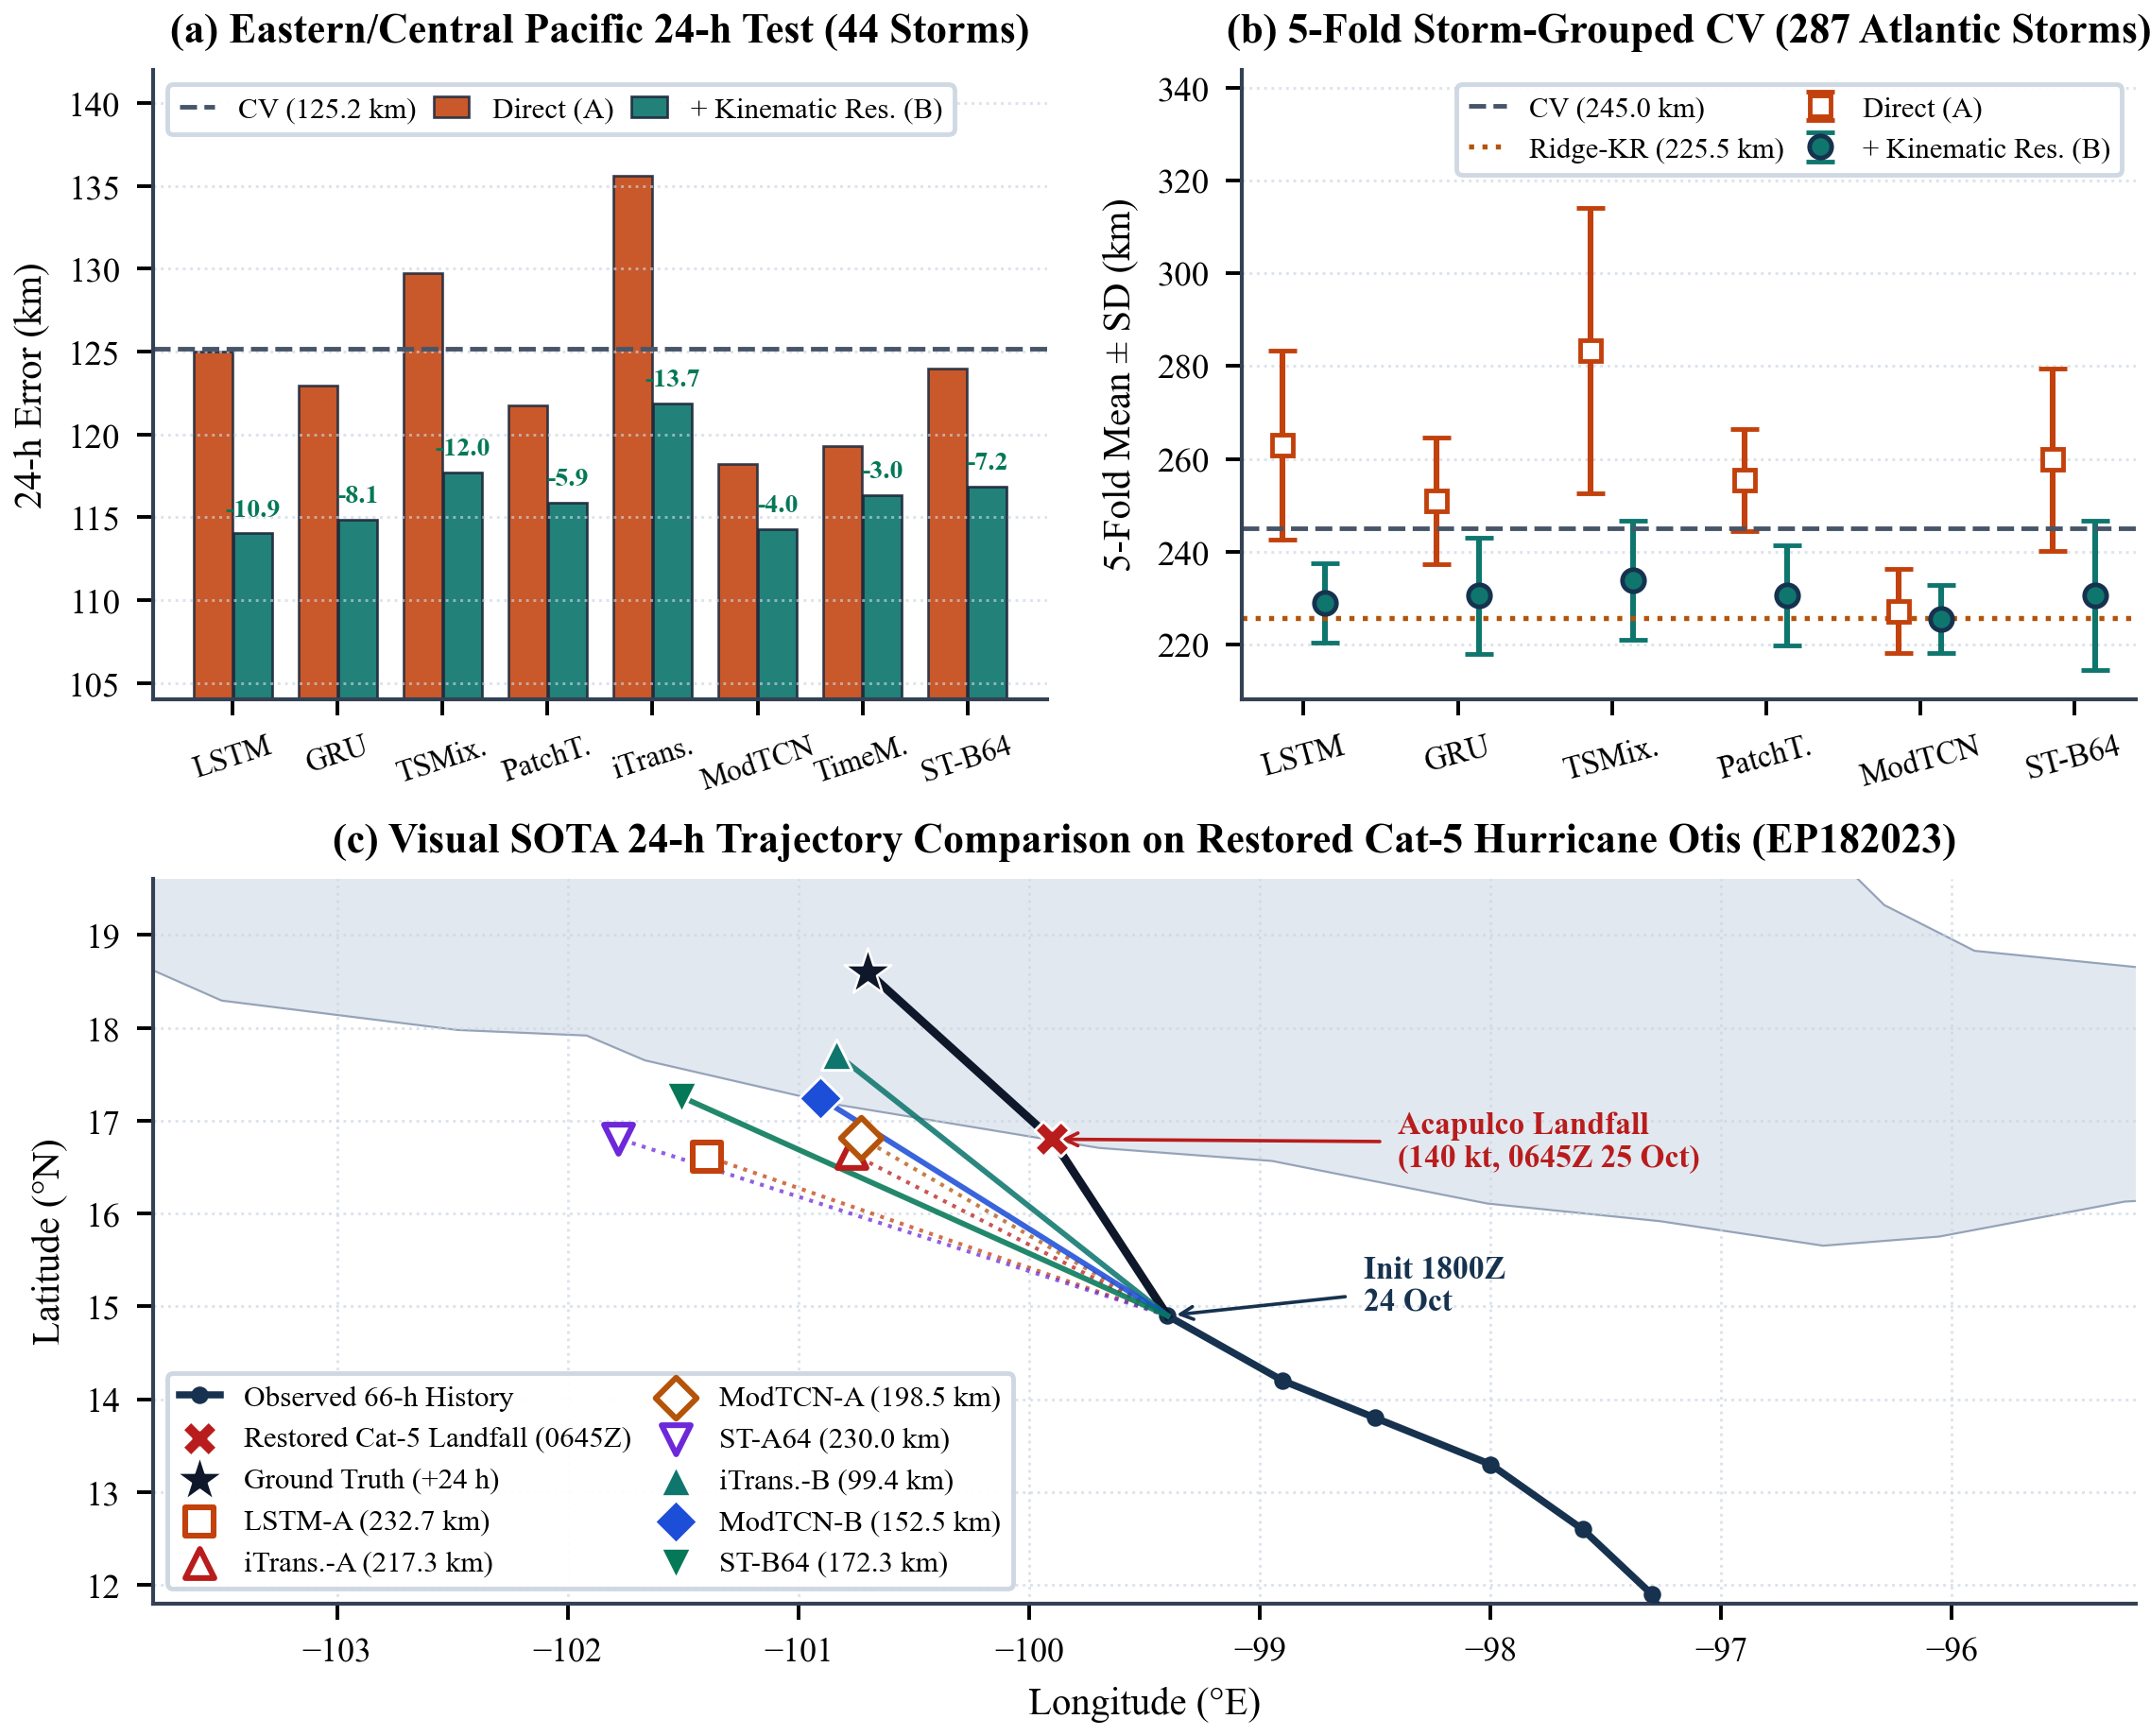 (a) Eastern/Central Pacific 24-h Test (44 Storms)
24-h Error (km)
140
135
130
125
120
115
110
105
CV (125.2 km)
Direct (A)
+ Kinematic Res. (B)
-10.9
-8.1
-12.0
-5.9
-13.7
-4.0
-3.0
-7.2
LSTM
GRU
TSMix.
PatchT.
iTrans.
ModTCN
TimeM.
ST-B64
(b) 5-Fold Storm-Grouped CV (287 Atlantic Storms)
5-Fold Mean ± SD (km)
340
320
300
280
260
240
220
CV (245.0 km)
Ridge-KR (225.5 km)
Direct (A)
+ Kinematic Res. (B)
LSTM
GRU
TSMix.
PatchT.
ModTCN
ST-B64
(c) Visual SOTA 24-h Trajectory Comparison on Restored Cat-5 Hurricane Otis (EP182023)
Latitude (°N)
19
18
17
16
15
14
13
12
Acapulco Landfall
(140 kt, 0645Z 25 Oct)
Init 1800Z
24 Oct
Observed 66-h History
Restored Cat-5 Landfall (0645Z)
Ground Truth (+24 h)
LSTM-A (232.7 km)
iTrans.-A (217.3 km)
ModTCN-A (198.5 km)
ST-A64 (230.0 km)
iTrans.-B (99.4 km)
ModTCN-B (152.5 km)
ST-B64 (172.3 km)
−103
−102
−101
−100
−99
−98
−97
−96
Longitude (°E)